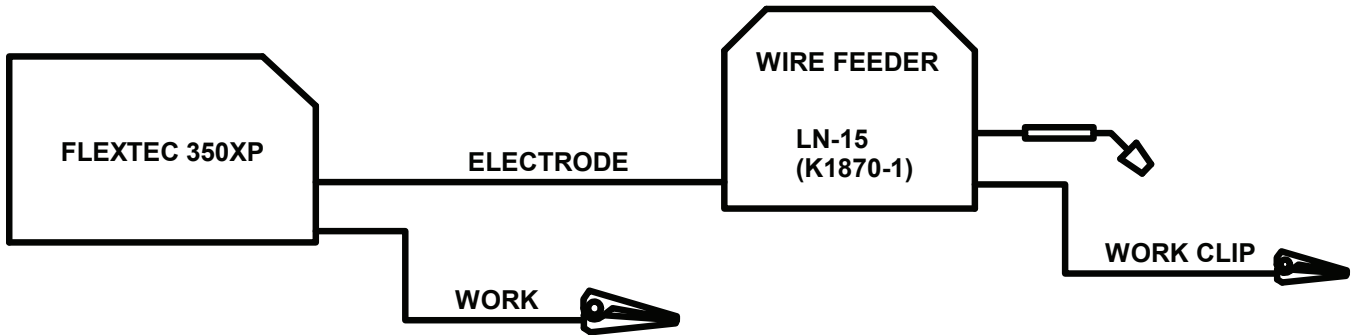 FLEXTEC 350XP
ELECTRODE
WORK
WIRE FEEDER
LN-15
(K1870-1)
WORK CLIP